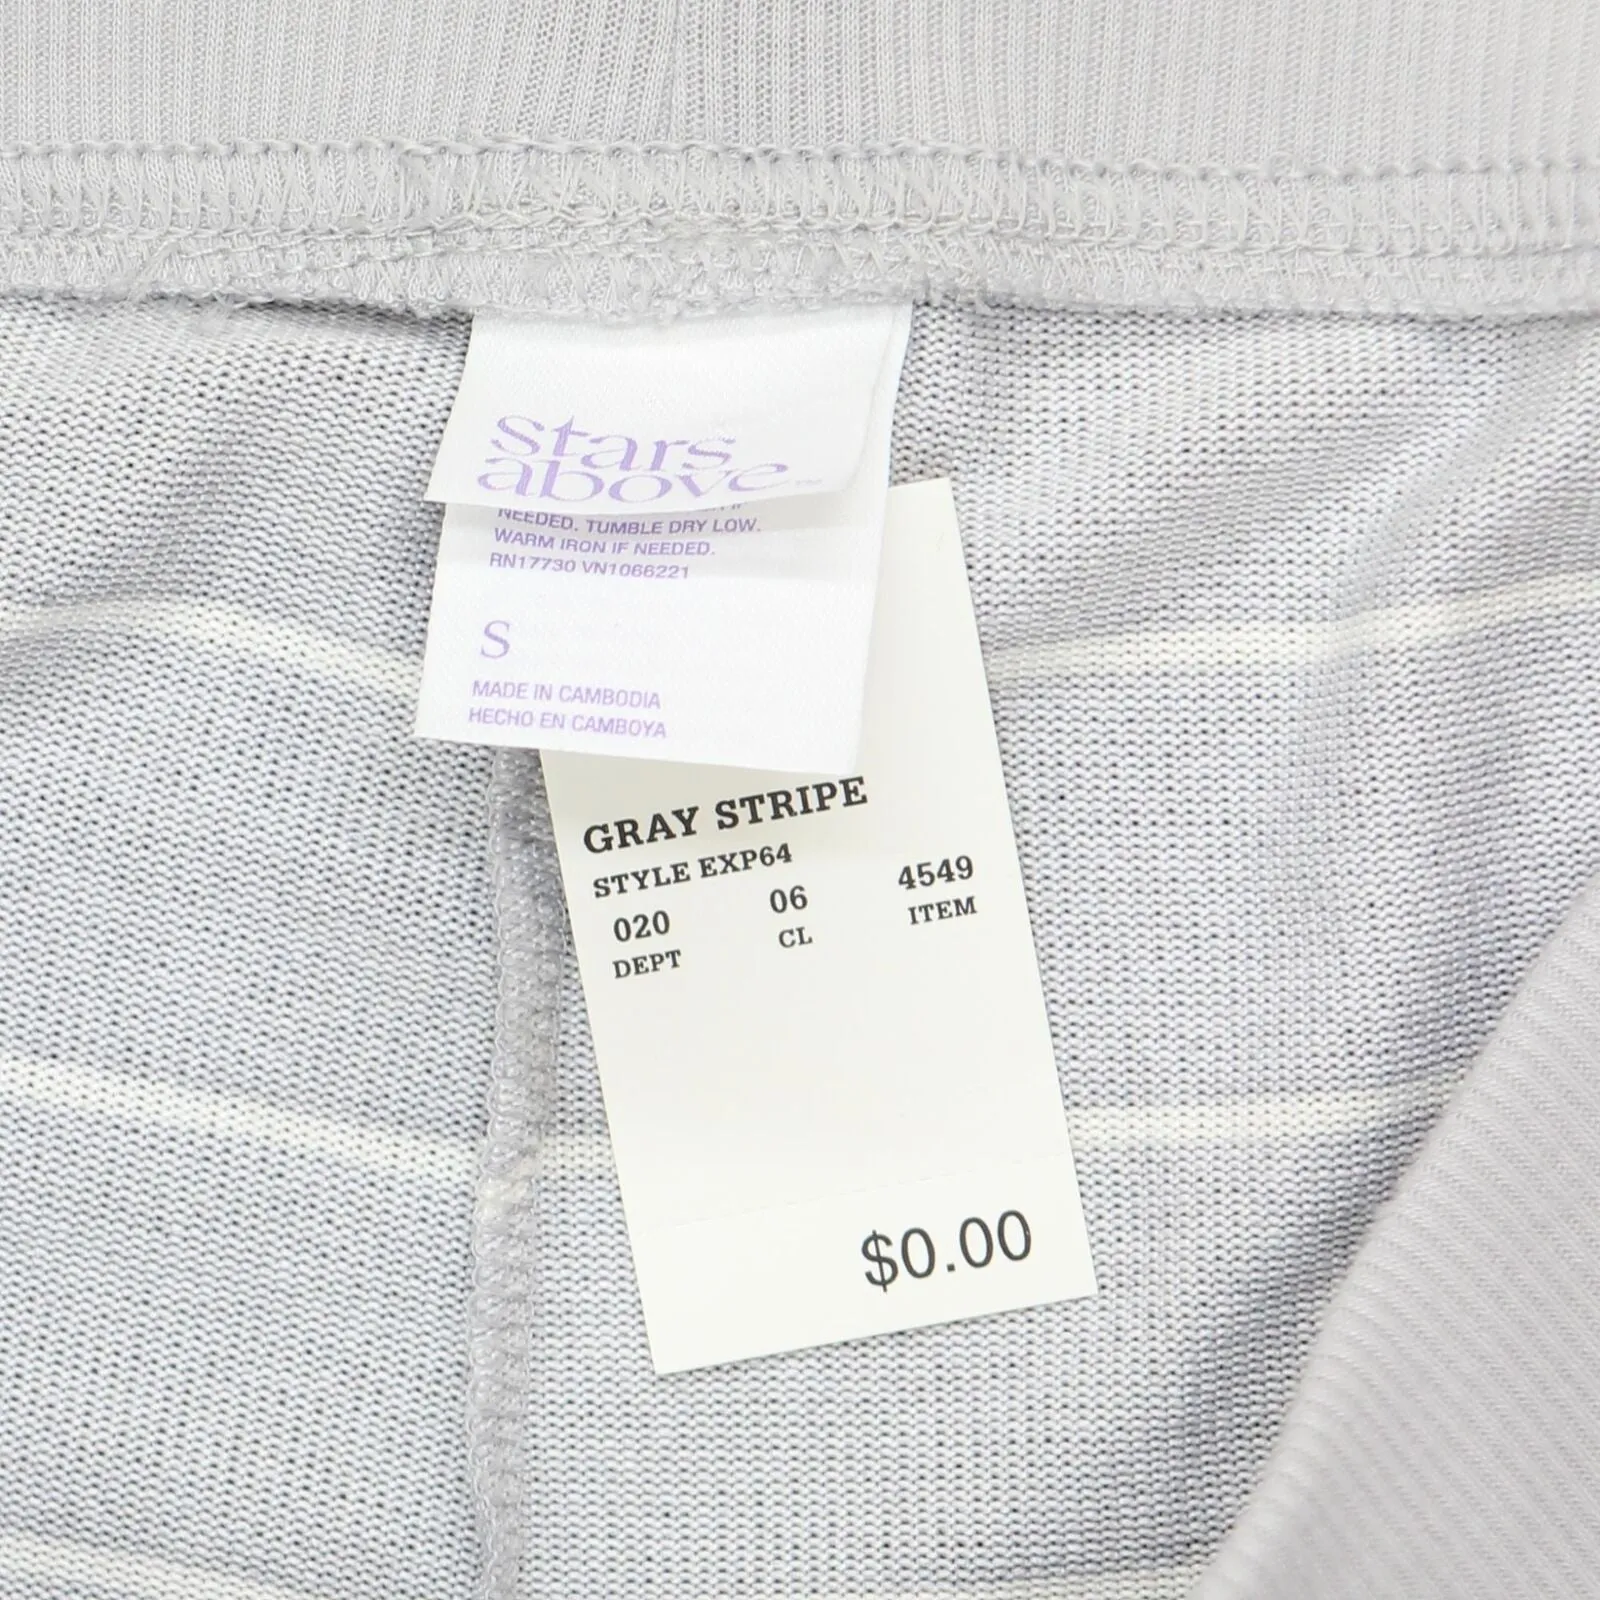 stars
above™
NEEDED. TUMBLE DRY LOW.
WARM IRON IF NEEDED.
RN17730 VN1066221
S
MADE IN CAMBODIA
HECHO EN CAMBOYA
GRAY STRIPE
STYLE EXP64
020 06 4549
DEPT CL ITEM
$0.00